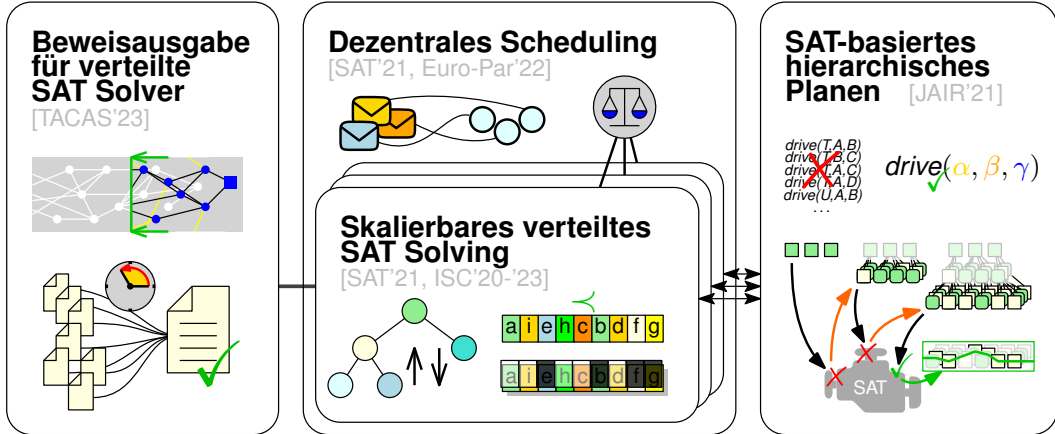 Beweisausgabe
für verteilte
SAT Solver
[TACAS'23]
Dezentrales Scheduling
[SAT'21, Euro-Par'22]
Skalierbares verteiltes
SAT Solving
[SAT'21, ISC'20-'23]
a i e h c b d f g
a i e h c b d f g
SAT-basiertes
hierarchisches
Planen [JAIR'21]
drive(T,A,B)
drive(T,B,C)
drive(T,A,C)
drive(T,A,D)
drive(U,A,B)
...
drive(α, β, γ)
SAT